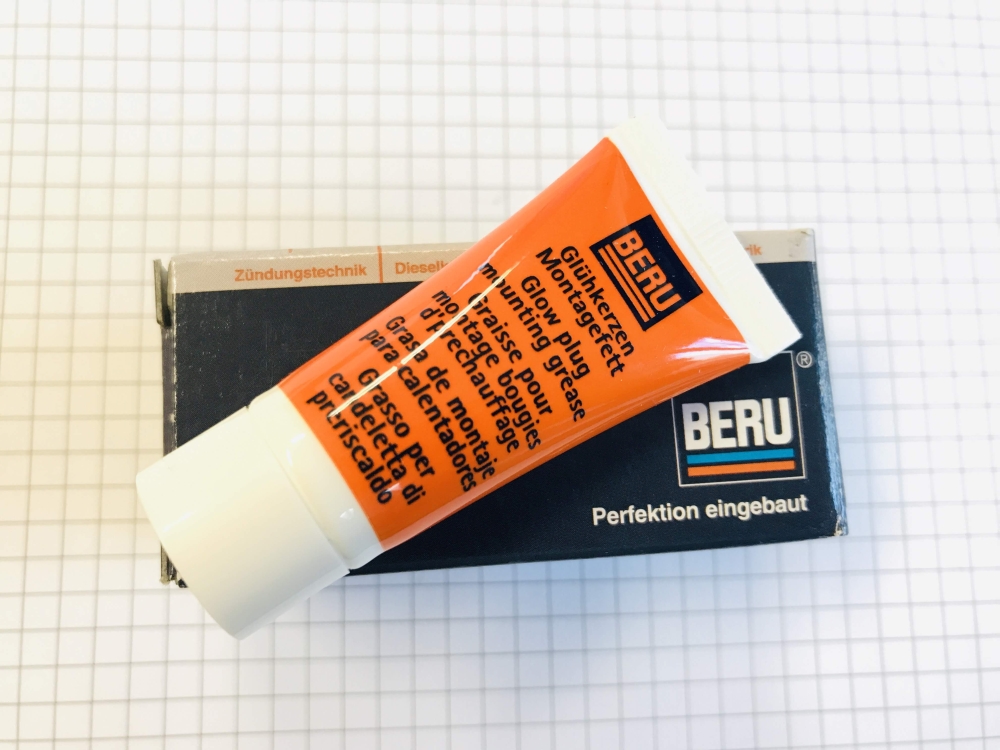 Zündungstechnik
BERU
Glühkerzen
Montagefett
Glow plug
mounting grease
Graisse pour
montage bougies
d'prechauffage
Grasa de montaje
para calentadores
Grasso per
candeletta di
preriscaldo
BERU
®
Perfektion eingebaut